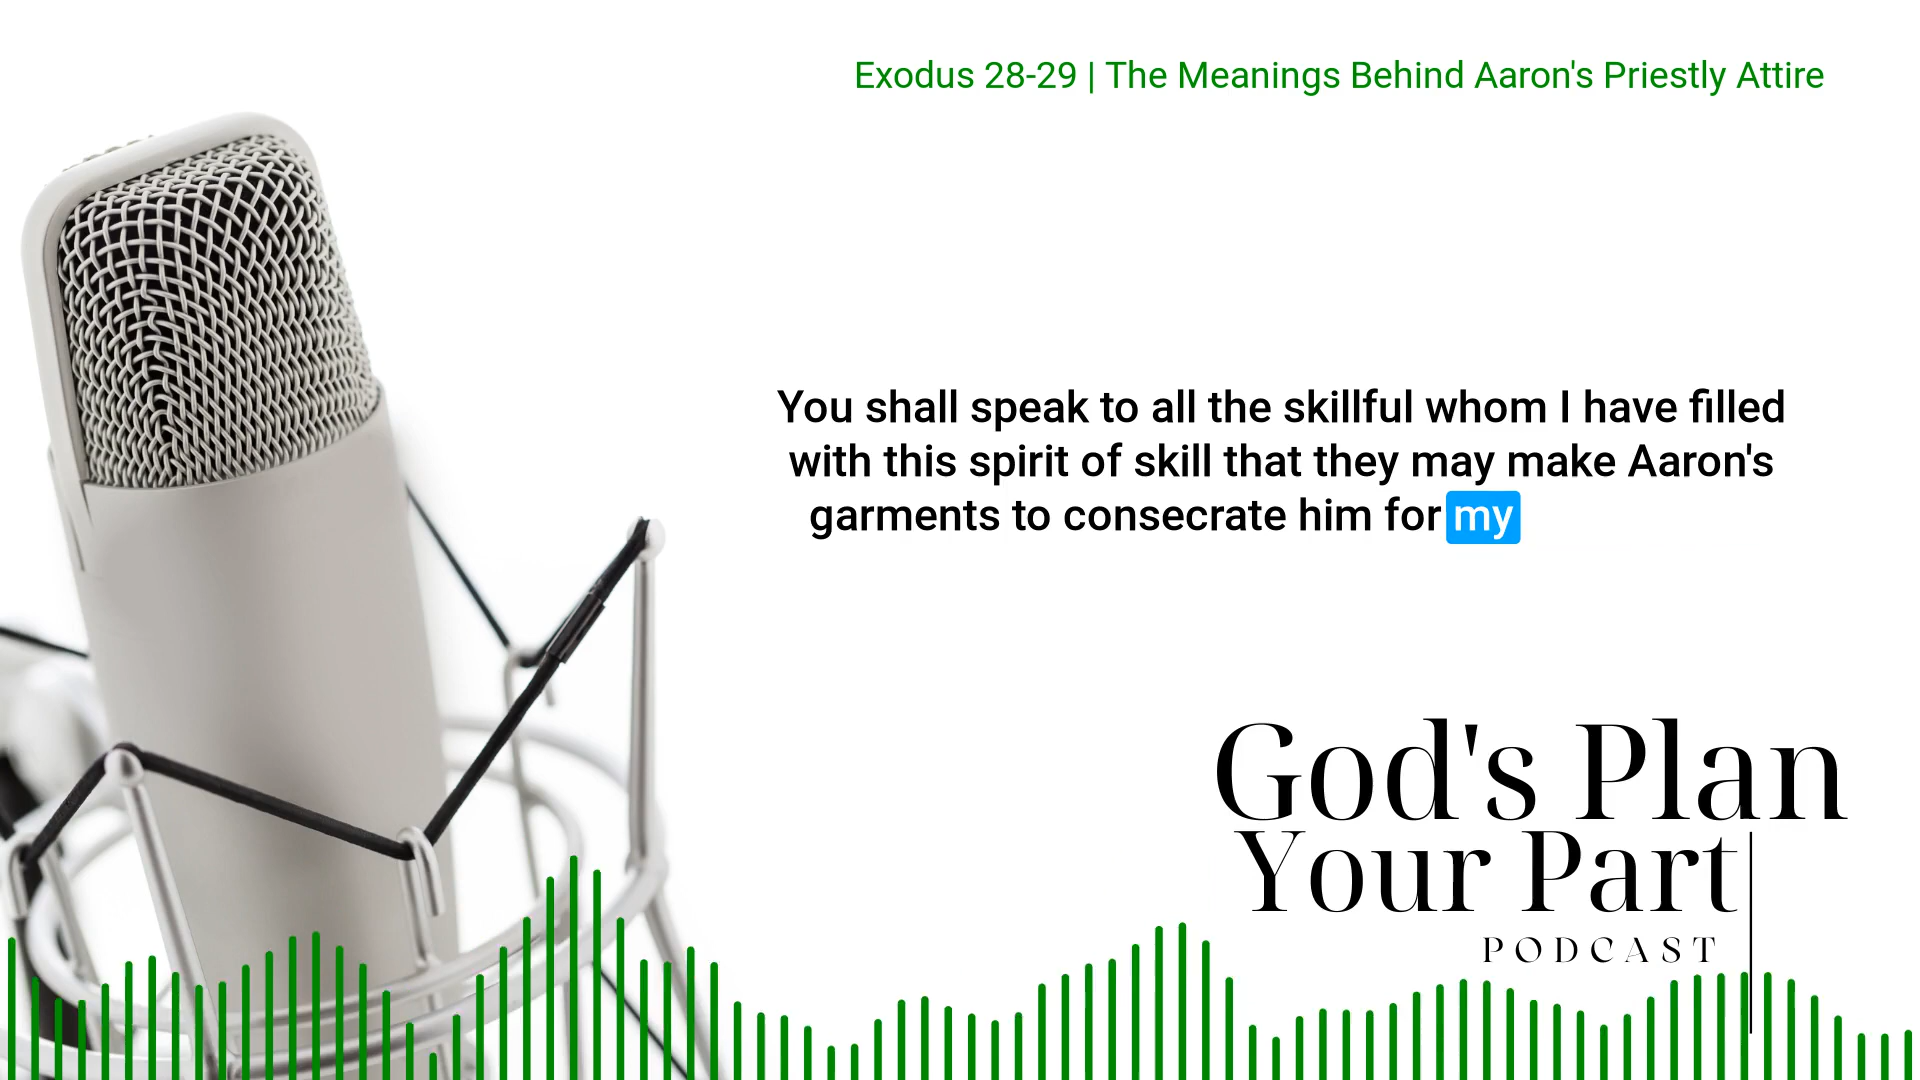 Exodus 28-29 | The Meanings Behind Aaron's Priestly Attire
You shall speak to all the skillful whom I have filled
with this spirit of skill that they may make Aaron's
garments to consecrate him for my
God's Plan
Your Part
PODCAST